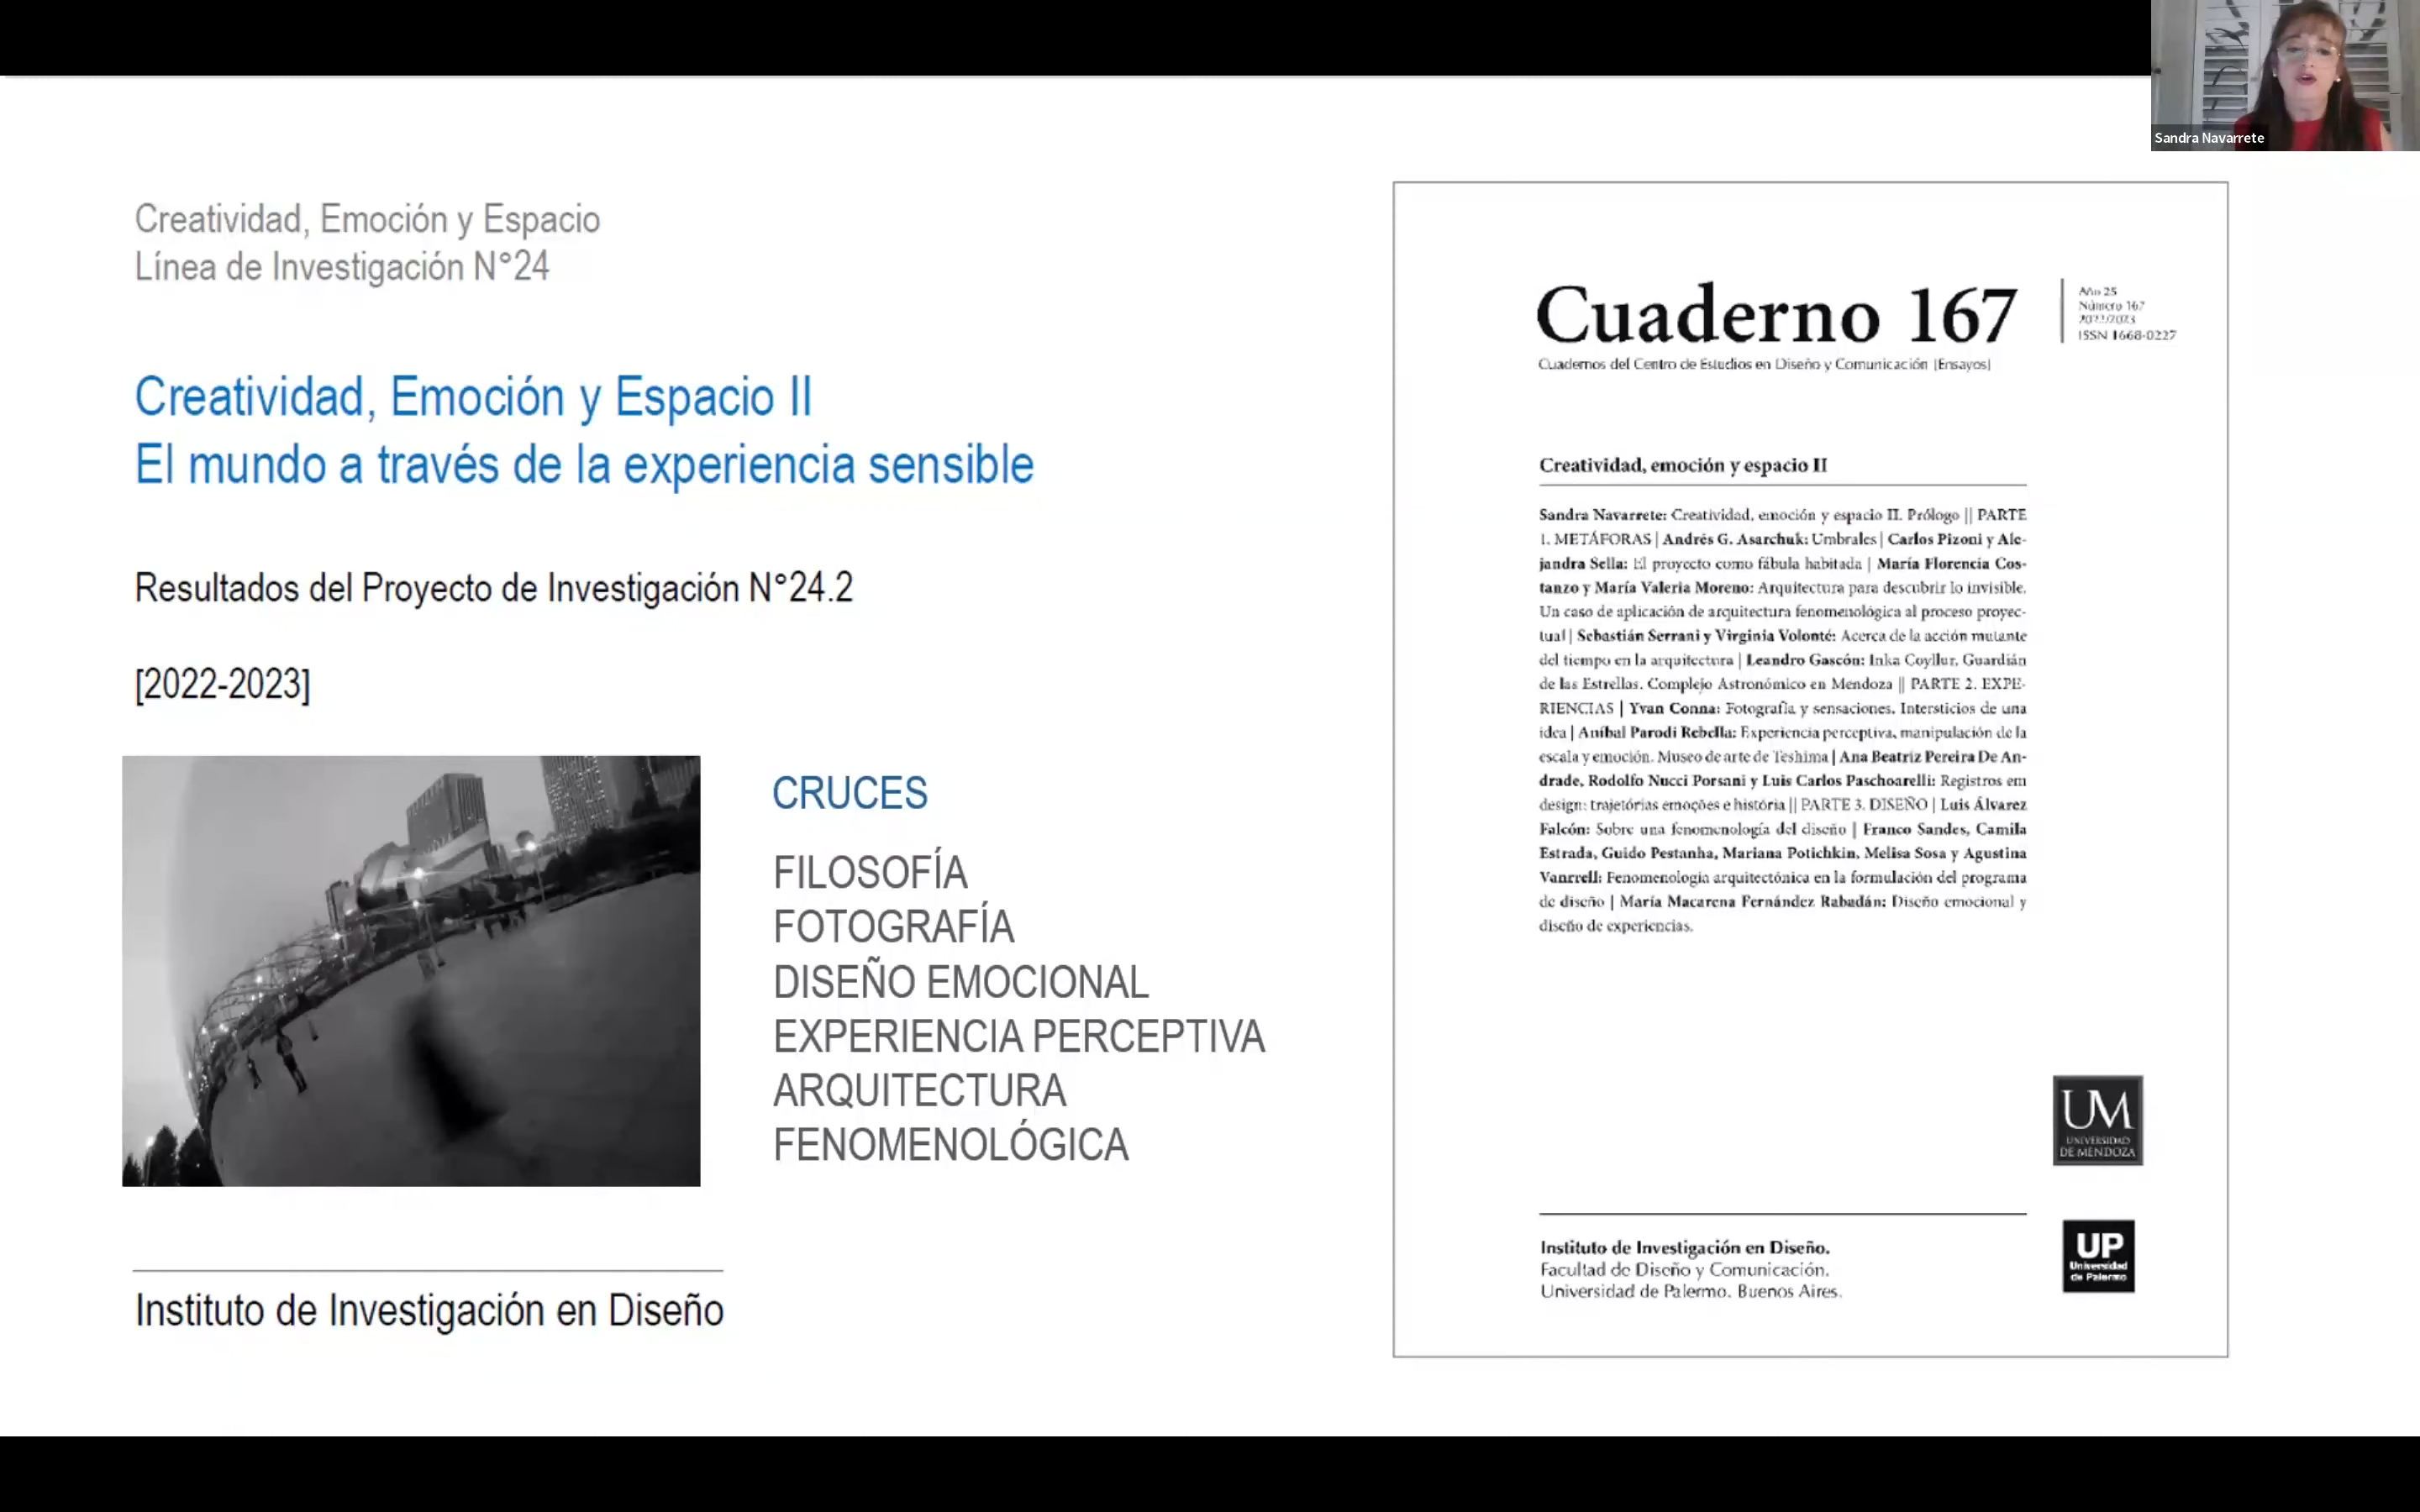 Sandra Navarrete
Creatividad, Emoción y Espacio
Línea de Investigación N°24
Creatividad, Emoción y Espacio II
El mundo a través de la experiencia sensible
Resultados del Proyecto de Investigación N°24.2
[2022-2023]
CRUCES
FILOSOFÍA
FOTOGRAFÍA
DISEÑO EMOCIONAL
EXPERIENCIA PERCEPTIVA
ARQUITECTURA
FENOMENOLÓGICA
Instituto de Investigación en Diseño
Cuaderno 167
Cuadernos del Centro de Estudios en Diseño y Comunicación [Ensayos]
Año 25
Número 167
2022/2023
ISSN 1668-0227
Creatividad, emoción y espacio II
Sandra Navarrete: Creatividad, emoción y espacio II. Prólogo || PARTE
1. METÁFORAS | Andrés G. Asarchuk: Umbrales | Carlos Pizoni y Ale-
jandra Sella: El proyecto como fábula habitada | María Florencia Cos-
tanzo y María Valeria Moreno: Arquitectura para descubrir lo invisible.
Un caso de aplicación de arquitectura fenomenológica al proceso proyec-
tual | Sebastián Serrani y Virginia Volonté: Acerca de la acción mutante
del tiempo en la arquitectura | Leandro Gascón: Inka Coyllur, Guardián
de las Estrellas. Complejo Astronómico en Mendoza || PARTE 2. EXPE-
RIENCIAS | Yvan Conna: Fotografía y sensaciones. Intersticios de una
idea | Aníbal Parodi Rebella: Experiencia perceptiva, manipulación de la
escala y emoción. Museo de arte de Teshima | Ana Beatriz Pereira De An-
drade, Rodolfo Nucci Porsani y Luis Carlos Paschoarelli: Registros em
design: trajetórias emoções e história || PARTE 3. DISEÑO | Luis Álvarez
Falcón: Sobre una fenomenología del diseño | Franco Sandes, Camila
Estrada, Guido Pestanha, Mariana Potichkin, Melisa Sosa y Agustina
Vanrrell: Fenomenología arquitectónica en la formulación del programa
de diseño | María Macarena Fernández Rabadán: Diseño emocional y
diseño de experiencias.
UM
UNIVERSIDAD
DE MENDOZA
Instituto de Investigación en Diseño.
Facultad de Diseño y Comunicación.
Universidad de Palermo. Buenos Aires.
UP
Universidad
de Palermo